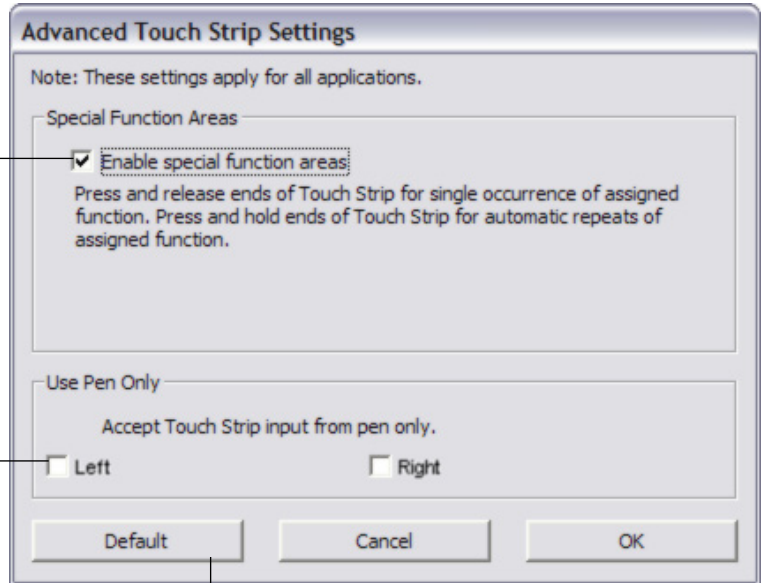 Advanced Touch Strip Settings
Note: These settings apply for all applications.
Special Function Areas
Enable special function areas
Press and release ends of Touch Strip for single occurrence of assigned
function. Press and hold ends of Touch Strip for automatic repeats of
assigned function.
Use Pen Only
Accept Touch Strip input from pen only.
Left Right
Default Cancel OK